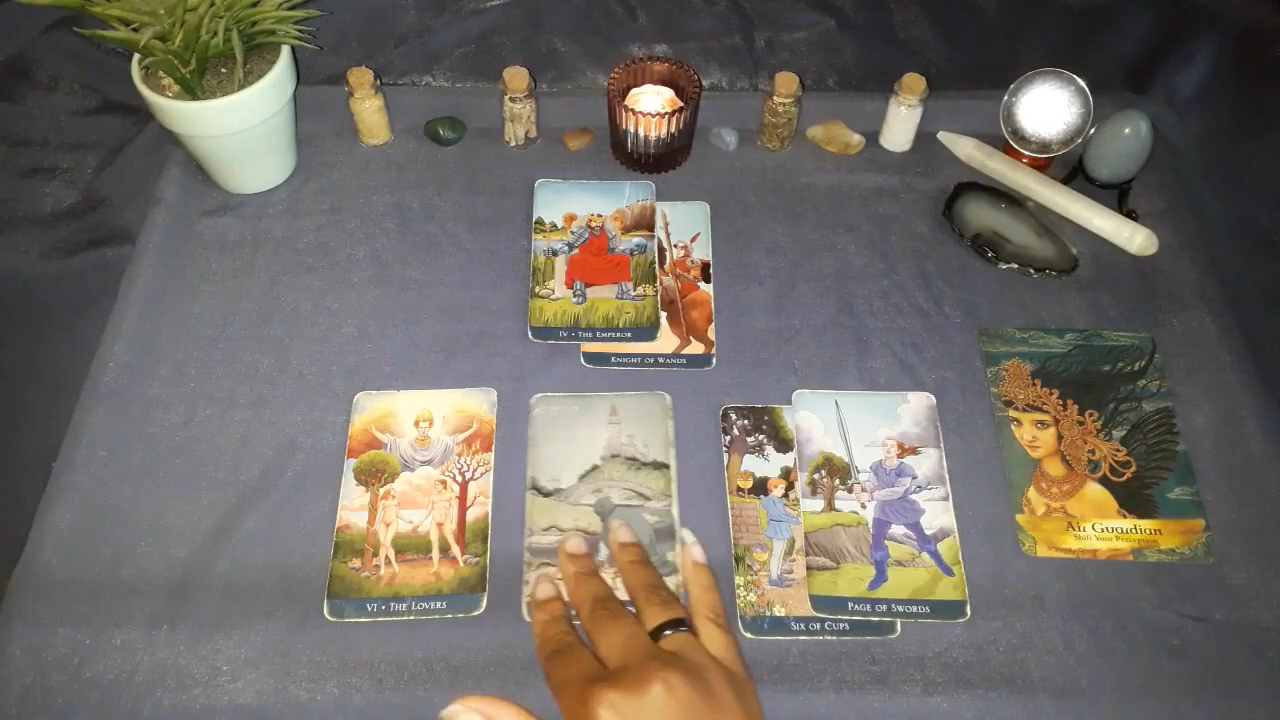 IV • THE EMPEROR
KNIGHT OF WANDS
VI • THE LOVERS
PAGE OF SWORDS
SIX OF CUPS
Air Guardian
Shift Your Perception